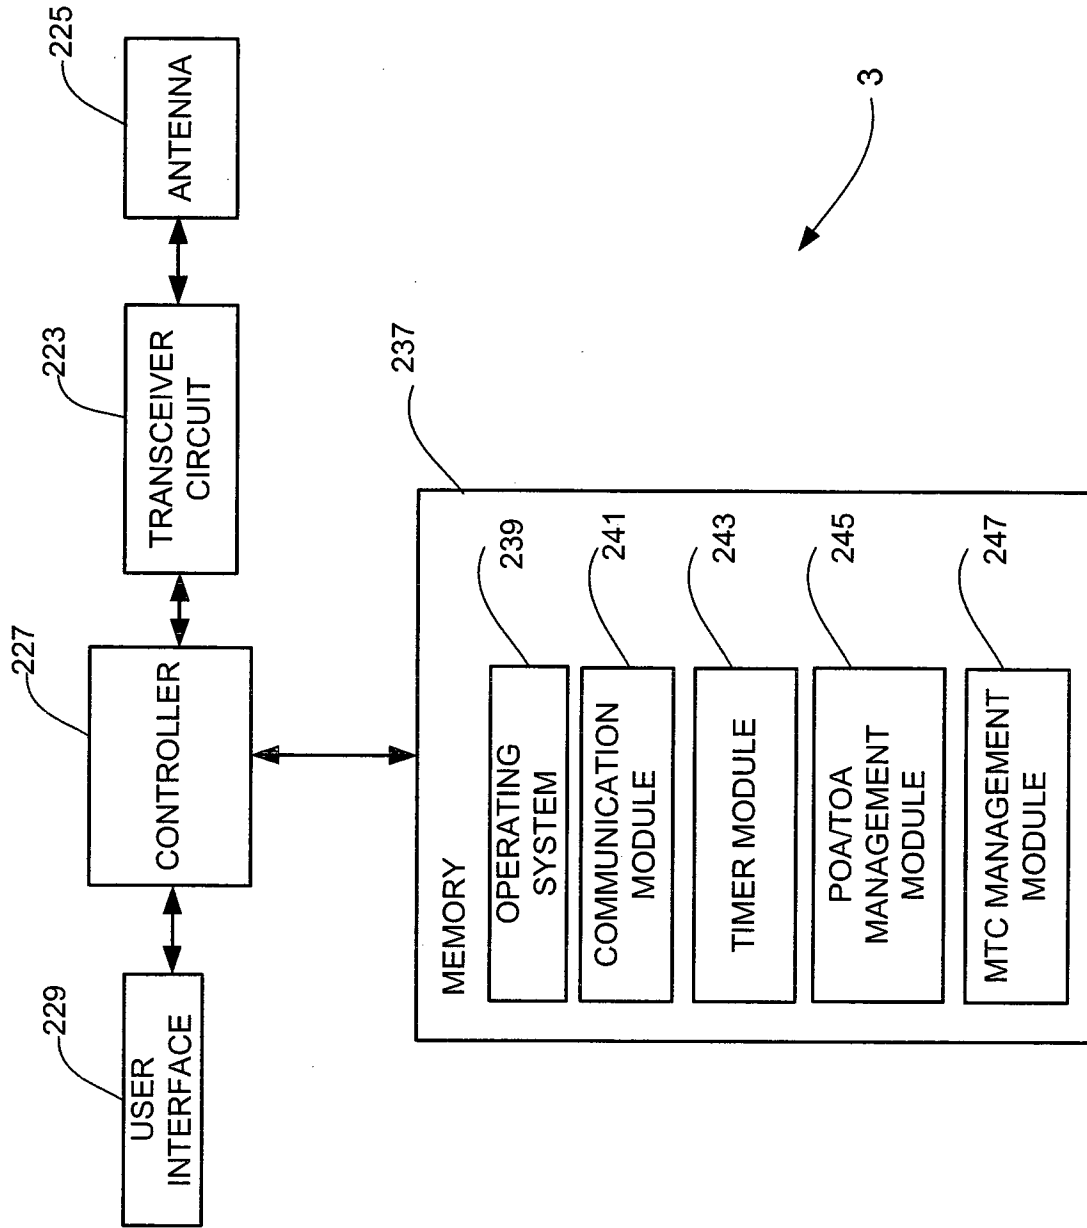 225
ANTENNA
223
TRANSCEIVER
CIRCUIT
227
CONTROLLER
229
USER
INTERFACE
3
237
MEMORY
239
OPERATING
SYSTEM
241
COMMUNICATION
MODULE
243
TIMER MODULE
245
POA/TOA
MANAGEMENT
MODULE
247
MTC MANAGEMENT
MODULE